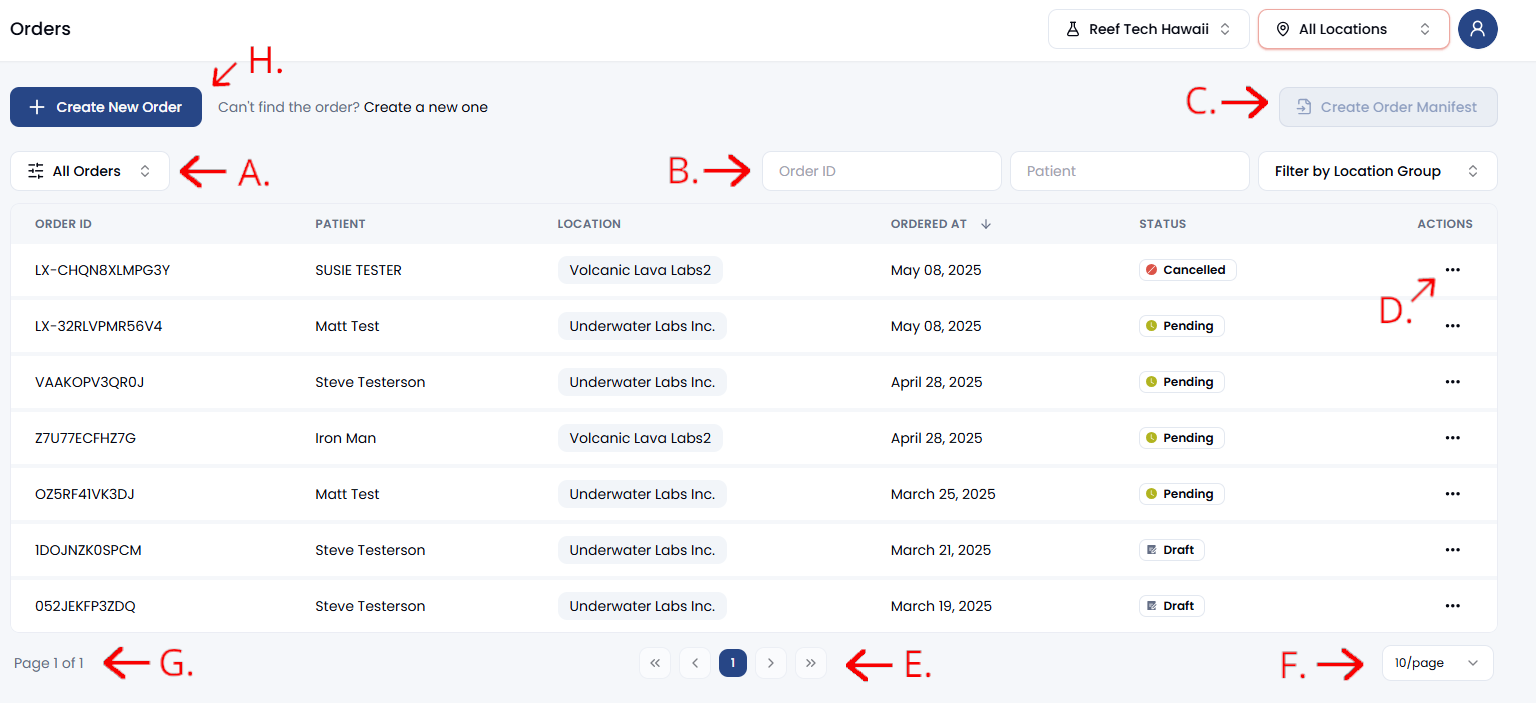 Orders Reef Tech Hawaii All Locations
H.
Create New Order Can't find the order? Create a new one C. Create Order Manifest
All Orders A. B. Order ID Patient Filter by Location Group
ORDER ID PATIENT LOCATION ORDERED AT STATUS ACTIONS
LX-CHQN8XLMPG3Y SUSIE TESTER Volcanic Lava Labs2 May 08, 2025 Cancelled ...
D.
LX-32RLVPMR56V4 Matt Test Underwater Labs Inc. May 08, 2025 Pending ...
VAAKOPV3QR0J Steve Testerson Underwater Labs Inc. April 28, 2025 Pending ...
Z7U77ECFHZ7G Iron Man Volcanic Lava Labs2 April 28, 2025 Pending ...
OZ5RF41VK3DJ Matt Test Underwater Labs Inc. March 25, 2025 Pending ...
1DOJNZK0SPCM Steve Testerson Underwater Labs Inc. March 21, 2025 Draft ...
052JEKFP3ZDQ Steve Testerson Underwater Labs Inc. March 19, 2025 Draft ...
Page 1 of 1 G. « ‹ 1 › » E. F. 10/page